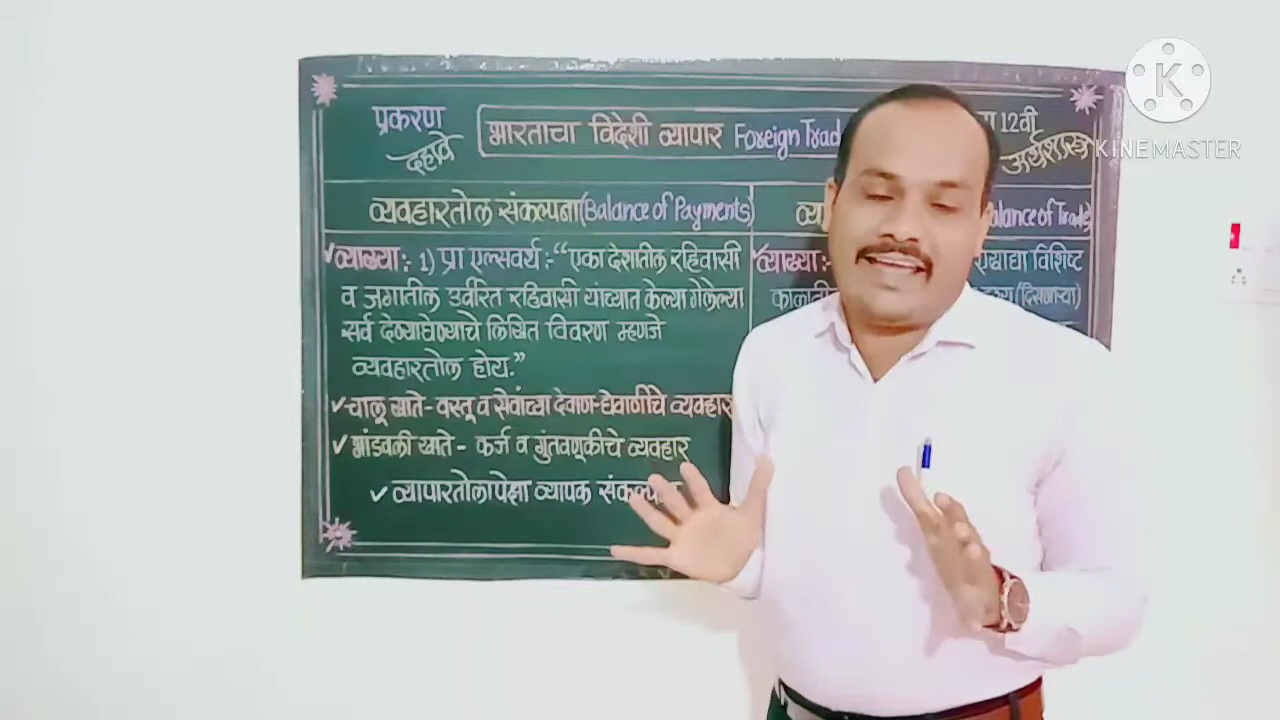 प्रकरण
दहावे
भारताचा विदेशी व्यापार Foreign Trad
12वी
अर्थशास्त्र
KINEMASTER
व्यवहारतोल संकल्पना (Balance of Payments)
✓ व्याख्या :- 1) प्रा एल्सवर्थ :- "एका देशातील रहिवासी
व जगातील उर्वरित रहिवासी यांच्यात केल्या गेलेल्या
सर्व देण्याघेण्याचे लिखित विवरण म्हणजे
व्यवहारतोल होय."
✓ चालू खाते - वस्तू व सेवांच्या देवाण-घेवाणीचे व्यवहार
✓ भांडवली खाते - कर्ज व गुंतवणूकीचे व्यवहार
✓ व्यापारतोलापेक्षा व्यापक
व्या alance of Trade)
✓ व्याख्या :- एखाद्या विशिष्ट
(दिसणाऱ्या)